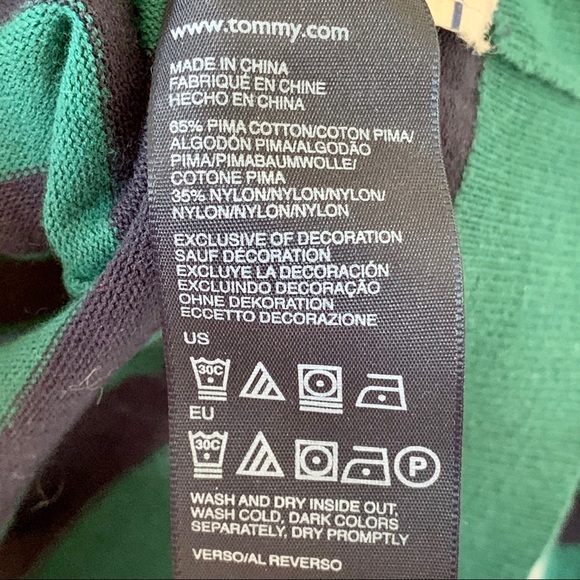 www.tommy.com
MADE IN CHINA
FABRIQUÉ EN CHINE
HECHO EN CHINA
65% PIMA COTTON/COTON PIMA/
ALGODÓN PIMA/ALGODÃO
PIMA/PIMABAUMWOLLE/
COTONE PIMA
35% NYLON/NYLON/NYLON/
NYLON/NYLON/NYLON
EXCLUSIVE OF DECORATION
SAUF DÉCORATION
EXCLUYE LA DECORACIÓN
EXCLUINDO DECORAÇÃO
OHNE DEKORATION
ECCETTO DECORAZIONE
US
30C
EU
30C P
WASH AND DRY INSIDE OUT,
WASH COLD, DARK COLORS
SEPARATELY, DRY PROMPTLY
VERSO/AL REVERSO